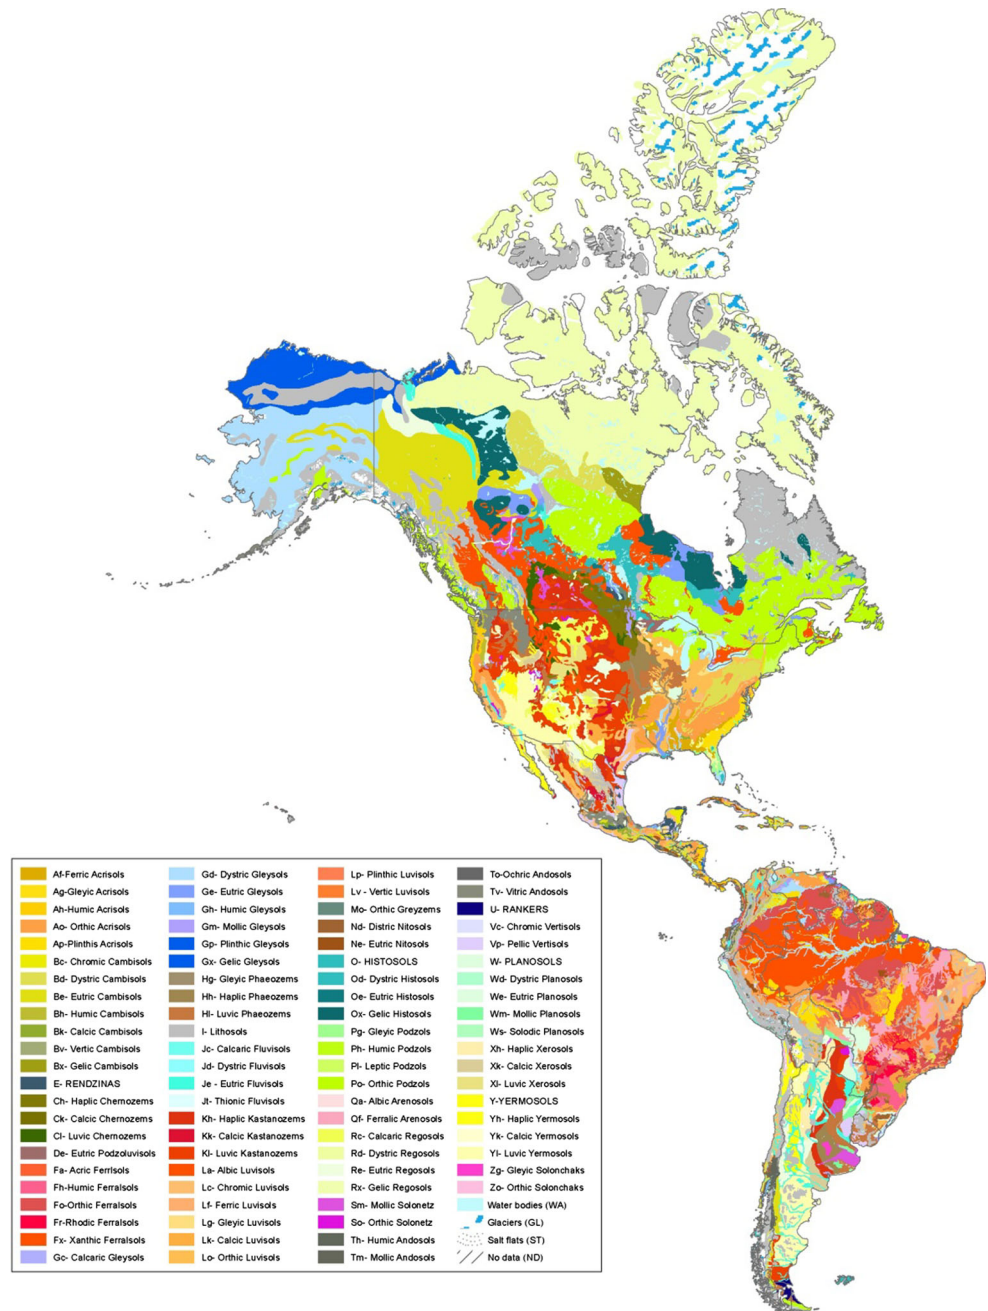 Af-Ferric Acrisols
Ag-Gleyic Acrisols
Ah-Humic Acrisols
Ao- Orthic Acrisols
Ap-Plinthis Acrisols
Bc- Chromic Cambisols
Bd- Dystric Cambisols
Be- Eutric Cambisols
Bh- Humic Cambisols
Bk- Calcic Cambisols
Bv- Vertic Cambisols
Bx- Gelic Cambisols
E- RENDZINAS
Ch- Haplic Chernozems
Ck- Calcic Chernozems
Cl- Luvic Chernozems
De- Eutric Podzoluvisols
Fa- Acric Ferrlsols
Fh-Humic Ferralsols
Fo-Orthic Ferralsols
Fr-Rhodic Ferralsols
Fx- Xanthic Ferralsols
Gc- Calcaric Gleysols
Gd- Dystric Gleysols
Ge- Eutric Gleysols
Gh- Humic Gleysols
Gm- Mollic Gleysols
Gp- Plinthic Gleysols
Gx- Gelic Gleysols
Hg- Gleyic Phaeozems
Hh- Haplic Phaeozems
Hl- Luvic Phaeozems
I- Lithosols
Jc- Calcaric Fluvisols
Jd- Dystric Fluvisols
Je - Eutric Fluvisols
Jt- Thionic Fluvisols
Kh- Haplic Kastanozems
Kk- Calcic Kastanozems
Kl- Luvic Kastanozems
La- Albic Luvisols
Lc- Chromic Luvisols
Lf- Ferric Luvisols
Lg- Gleyic Luvisols
Lk- Calcic Luvisols
Lo- Orthic Luvisols
Lp- Plinthic Luvisols
Lv - Vertic Luvisols
Mo- Orthic Greyzems
Nd- Distric Nitosols
Ne- Eutric Nitosols
O- HISTOSOLS
Od- Dystric Histosols
Oe- Eutric Histosols
Ox- Gelic Histosols
Pg- Gleyic Podzols
Ph- Humic Podzols
Pl- Leptic Podzols
Po- Orthic Podzols
Qa- Albic Arenosols
Qf- Ferralic Arenosols
Rc- Calcaric Regosols
Rd- Dystric Regosols
Re- Eutric Regosols
Rx- Gelic Regosols
Sm- Mollic Solonetz
So- Orthic Solonetz
Th- Humic Andosols
Tm- Mollic Andosols
To-Ochric Andosols
Tv- Vitric Andosols
U- RANKERS
Vc- Chromic Vertisols
Vp- Pellic Vertisols
W- PLANOSOLS
Wd- Dystric Planosols
We- Eutric Planosols
Wm- Mollic Planosols
Ws- Solodic Planosols
Xh- Haplic Xerosols
Xk- Calcic Xerosols
Xl- Luvic Xerosols
Y-YERMOSOLS
Yh- Haplic Yermosols
Yk- Calcic Yermosols
Yl- Luvic Yermosols
Zg- Gleyic Solonchaks
Zo- Orthic Solonchaks
Water bodies (WA)
Glaciers (GL)
Salt flats (ST)
No data (ND)